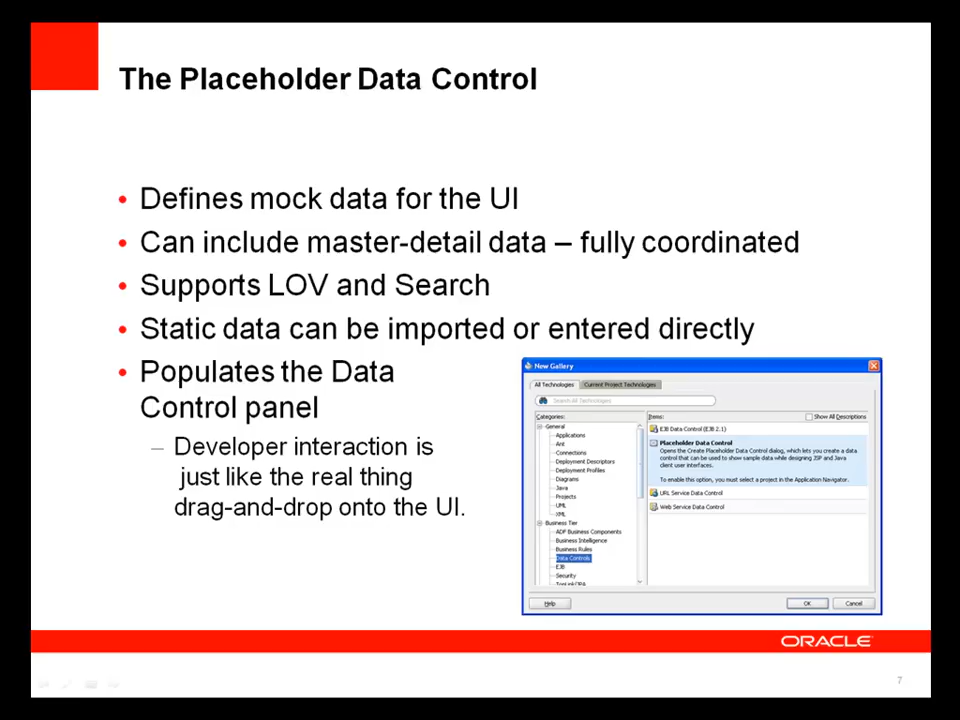 The Placeholder Data Control
• Defines mock data for the UI
• Can include master-detail data – fully coordinated
• Supports LOV and Search
• Static data can be imported or entered directly
• Populates the Data
Control panel
– Developer interaction is
just like the real thing
drag-and-drop onto the UI.
New Gallery
All Technologies Current Project Technologies
Search All Technologies
Categories:
General
Applications
Ant
Connections
Deployment Descriptors
Deployment Profiles
Diagrams
Java
Projects
UML
XML
Business Tier
ADF Business Components
Business Intelligence
Business Rules
Data Controls
EJB
Security
TopLink/JPA
Items: Show All Descriptions
EJB Data Control (EJB 2.1)
Placeholder Data Control
Opens the Create Placeholder Data Control dialog, which lets you create a data
control that can be used to show sample data while designing JSP and Java
client user interfaces.
To enable this option, you must select a project in the Application Navigator.
URL Service Data Control
Web Service Data Control
Help OK Cancel
ORACLE
7